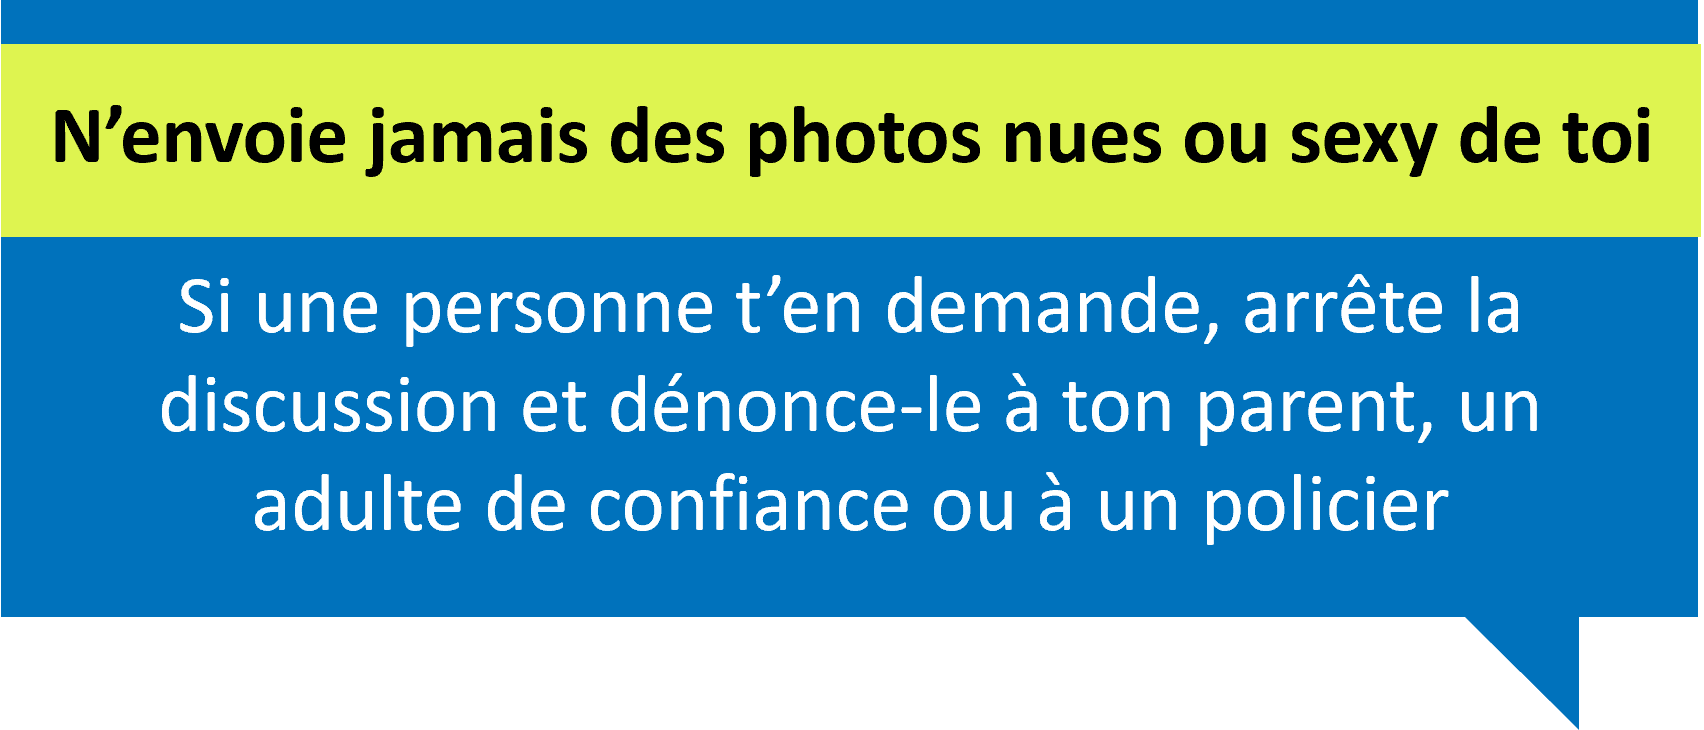 N’envoie jamais des photos nues ou sexy de toi
Si une personne t’en demande, arrête la
discussion et dénonce-le à ton parent, un
adulte de confiance ou à un policier